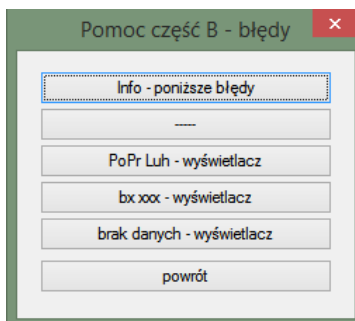 Pomoc część B - błędy
Info - poniższe błędy
-----
PoPr Luh - wyświetlacz
bx xxx - wyświetlacz
brak danych - wyświetlacz
powrót